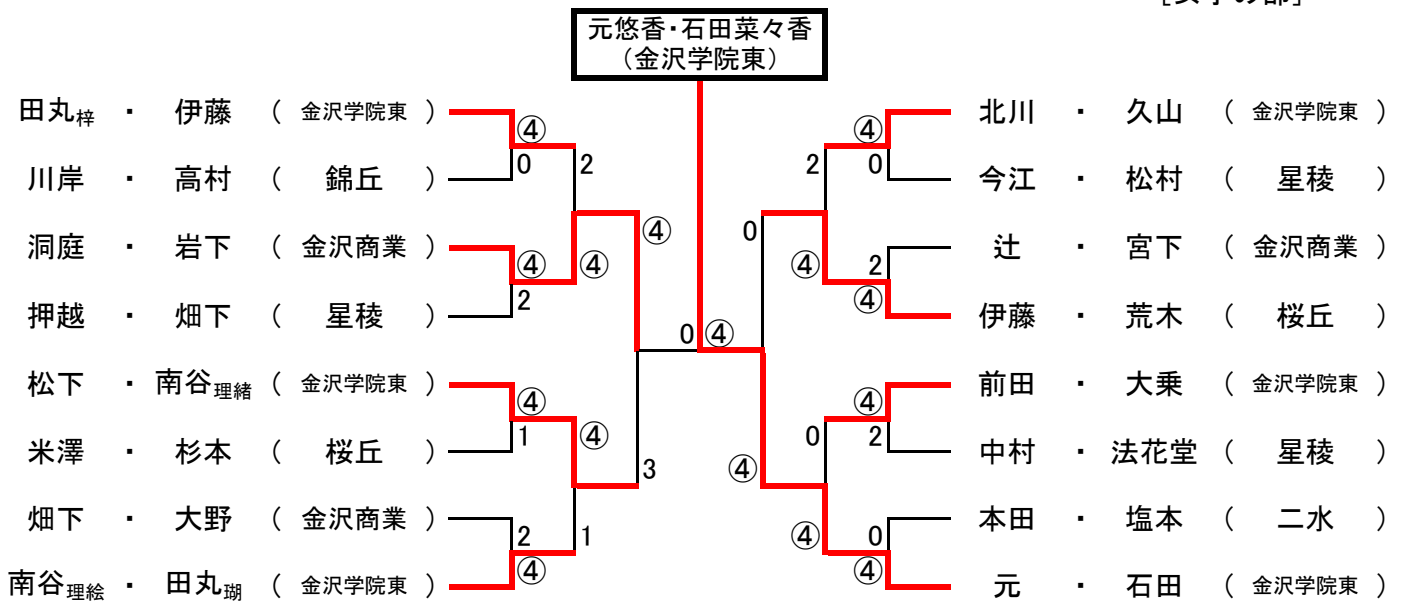 [女子の部]
元悠香・石田菜々香
（金沢学院東）
田丸梓 ・ 伊藤 （ 金沢学院東 ）
川岸 ・ 高村 （ 錦丘 ）
洞庭 ・ 岩下 （ 金沢商業 ）
押越 ・ 畑下 （ 星稜 ）
松下 ・ 南谷理緒 （ 金沢学院東 ）
米澤 ・ 杉本 （ 桜丘 ）
畑下 ・ 大野 （ 金沢商業 ）
南谷理絵 ・ 田丸瑚 （ 金沢学院東 ）
④
0
④
2
④
1
2
④
2
④
④
1
④
3
0
④
0
④
2
④
0
④
④
0
2
④
④
2
0
④
北川 ・ 久山 （ 金沢学院東 ）
今江 ・ 松村 （ 星稜 ）
辻 ・ 宮下 （ 金沢商業 ）
伊藤 ・ 荒木 （ 桜丘 ）
前田 ・ 大乗 （ 金沢学院東 ）
中村 ・ 法花堂 （ 星稜 ）
本田 ・ 塩本 （ 二水 ）
元 ・ 石田 （ 金沢学院東 ）